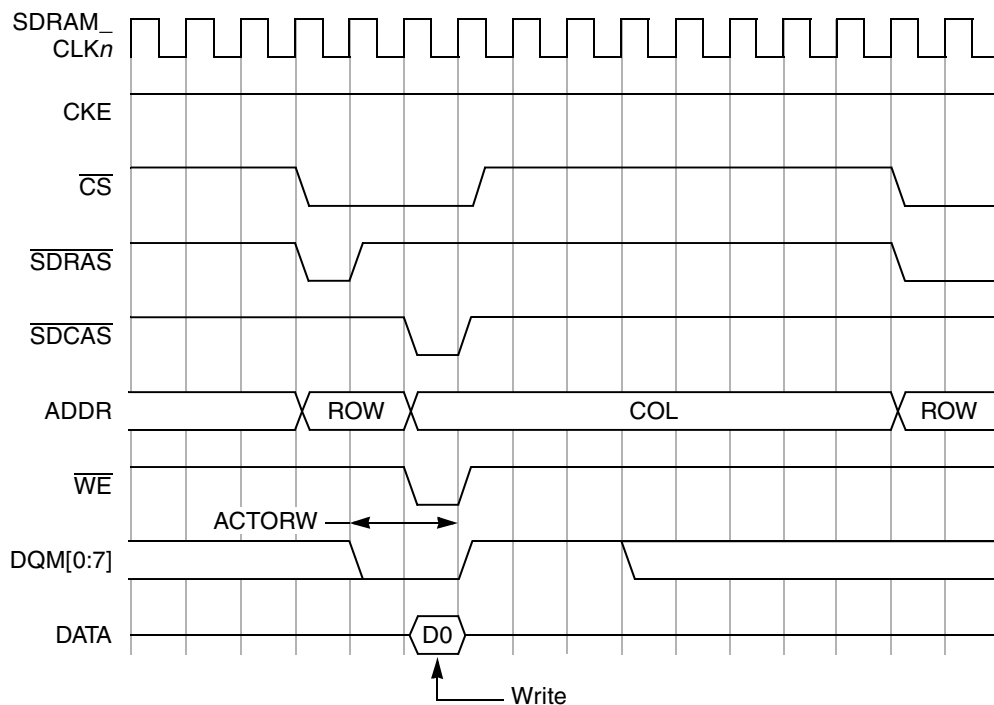 SDRAM_
CLKn
CKE
CS
SDRAS
SDCAS
ADDR ROW COL ROW
WE
ACTORW
DQM[0:7]
DATA D0
Write